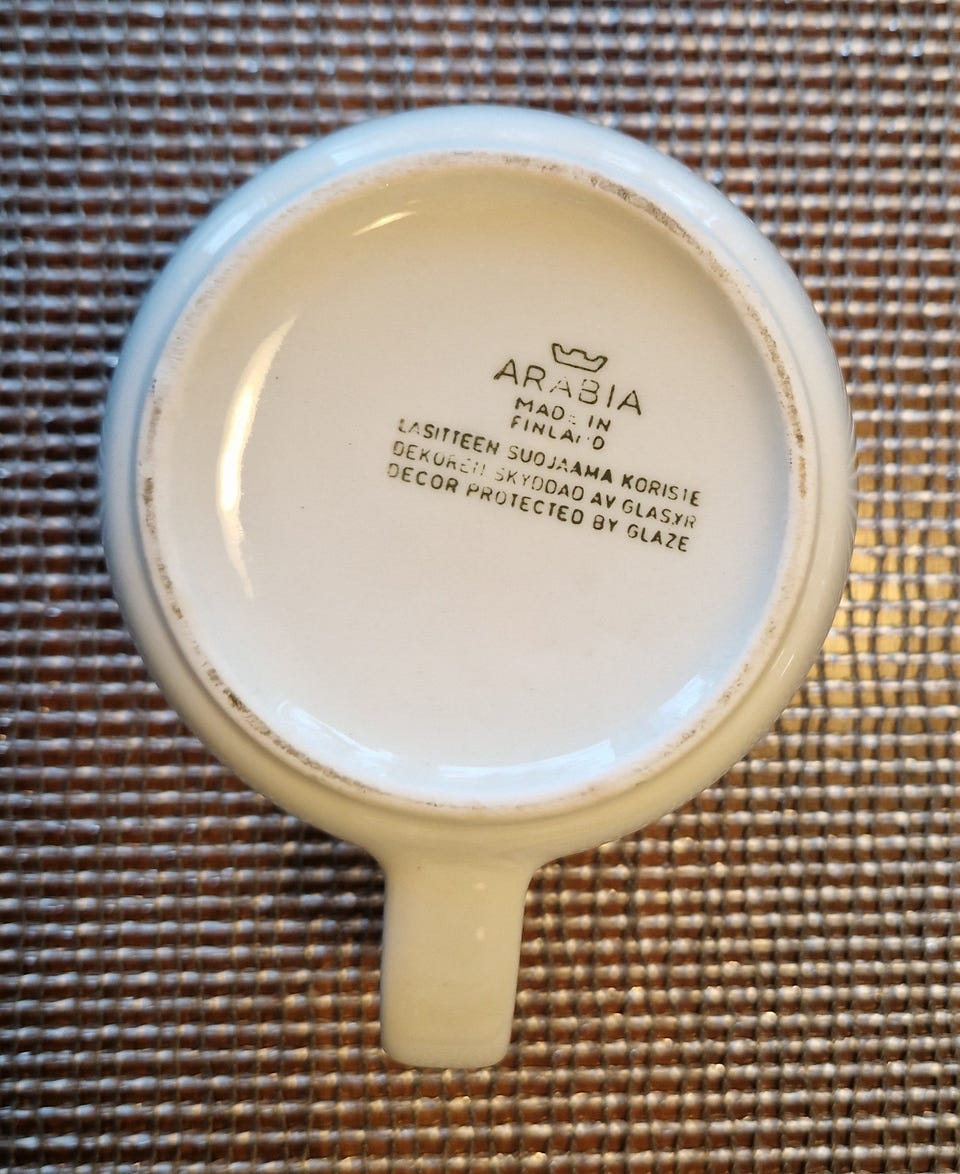 ARABIA
MADE IN
FINLAND
LASITTEEN SUOJAAMA KORISTE
DEKOREN SKYDDAD AV GLASYR
DECOR PROTECTED BY GLAZE